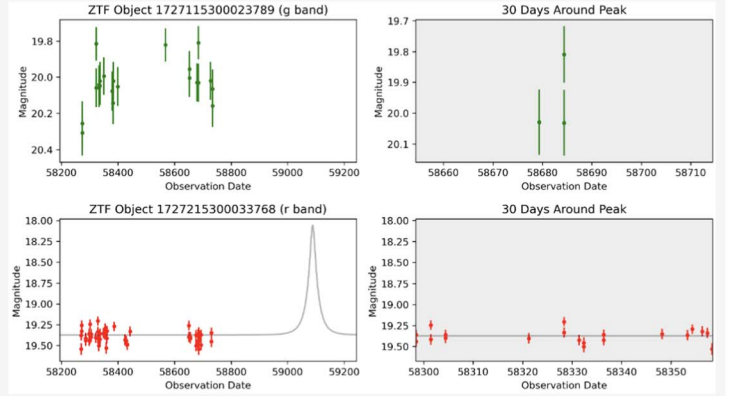 ZTF Object 1727115300023789 (g band)
30 Days Around Peak
Magnitude
19.8
20.0
20.2
20.4
58200 58400 58600 58800 59000 59200
Observation Date
Magnitude
19.7
19.8
19.9
20.0
20.1
58660 58670 58680 58690 58700 58710
Observation Date
ZTF Object 1727215300033768 (r band)
30 Days Around Peak
Magnitude
18.00
18.25
18.50
18.75
19.00
19.25
19.50
58200 58400 58600 58800 59000 59200
Observation Date
Magnitude
18.00
18.25
18.50
18.75
19.00
19.25
19.50
58300 58310 58320 58330 58340 58350
Observation Date